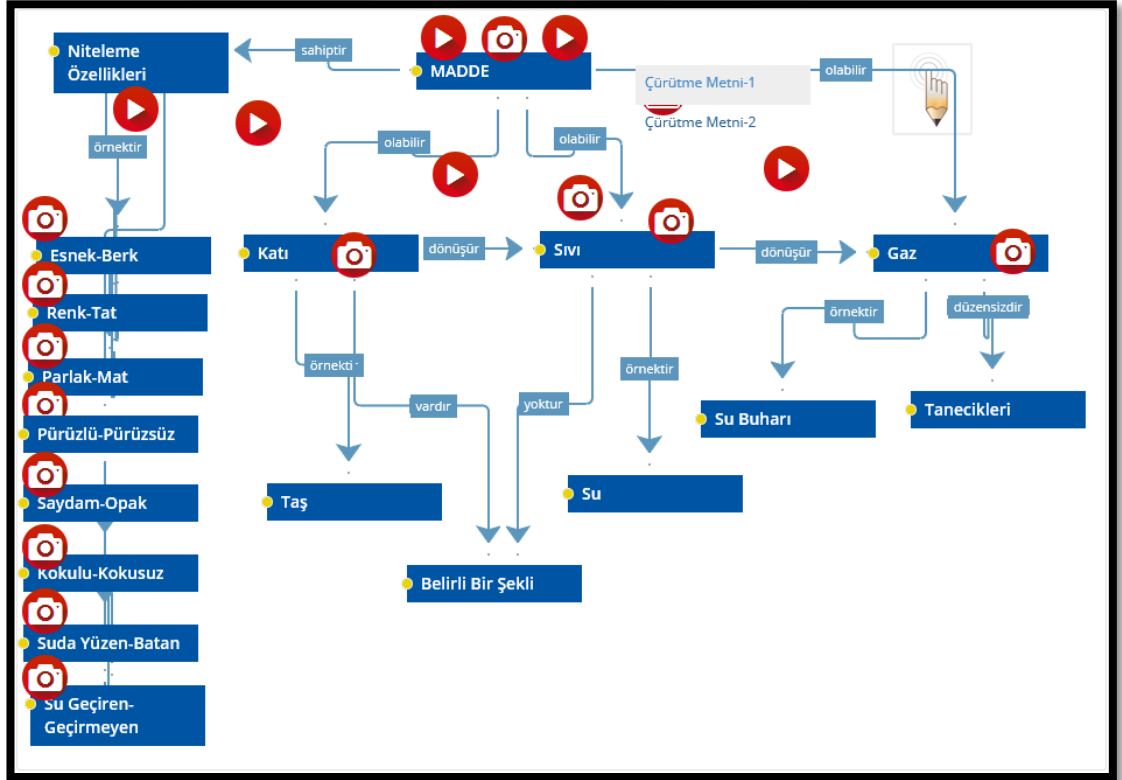 Niteleme
Özellikleri
sahiptir
MADDE
olabilir
Çürütme Metni-1
Çürütme Metni-2
örnektir
olabilir
olabilir
Esnek-Berk
Katı
dönüşür
Sıvı
dönüşür
Gaz
Renk-Tat
örnektir
düzensizdir
Parlak-Mat
örnekti
örnektir
vardır
yoktur
Su Buharı
Tanecikleri
Pürüzlü-Pürüzsüz
Saydam-Opak
Taş
Su
Kokulu-Kokusuz
Belirli Bir Şekli
Suda Yüzen-Batan
Su Geçiren-
Geçirmeyen